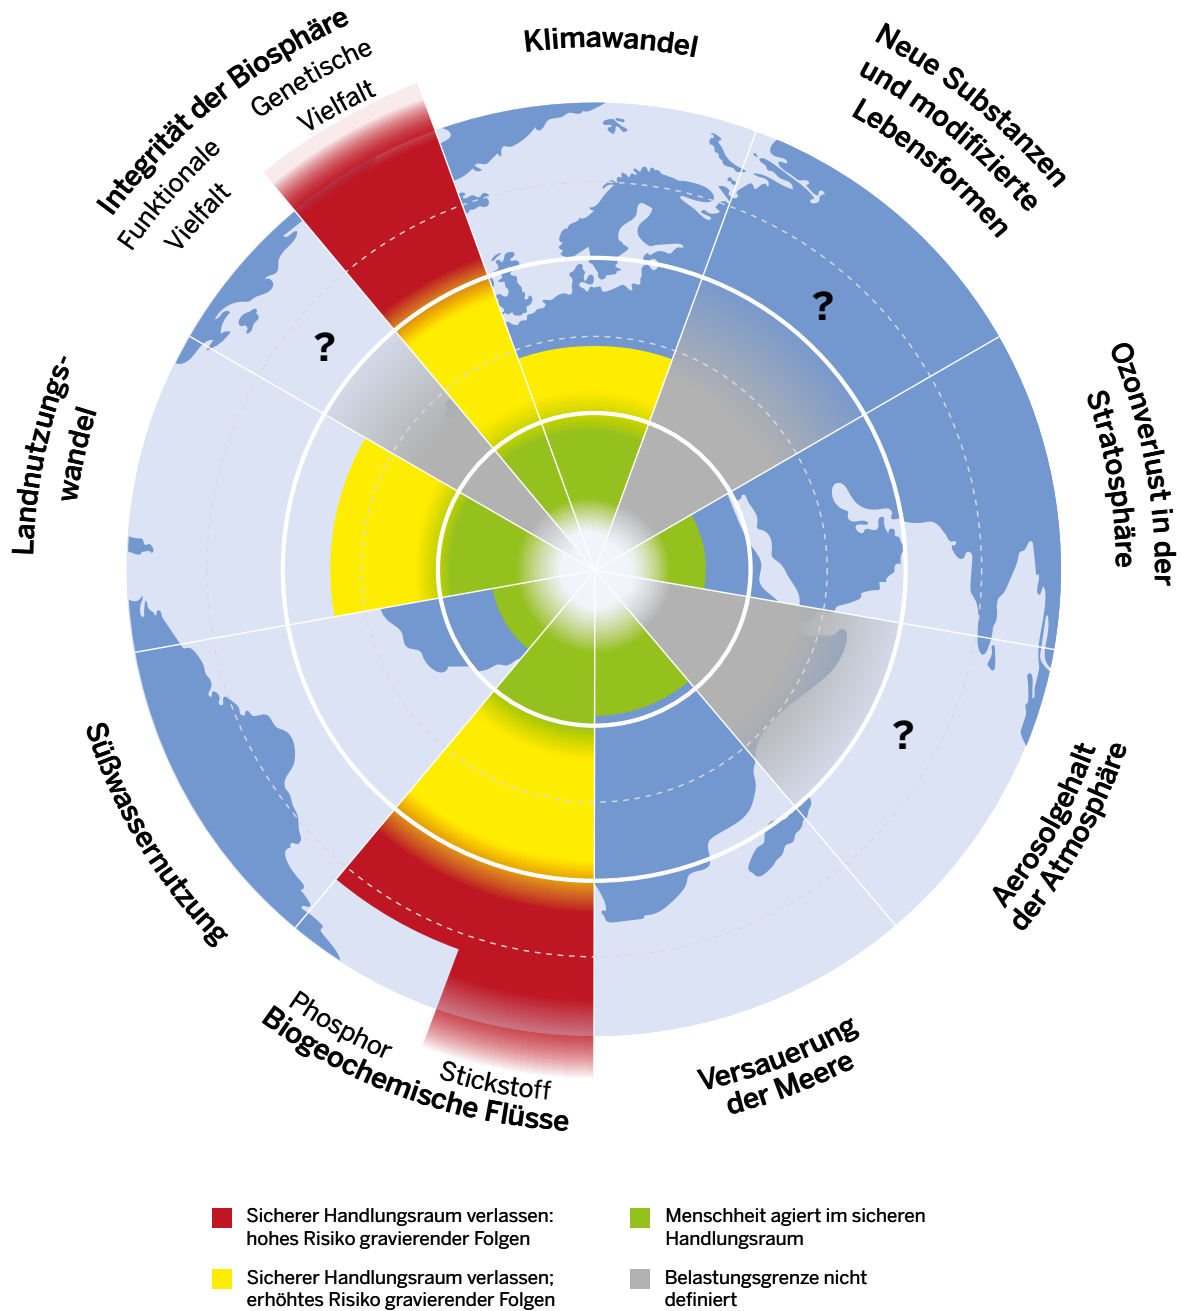 Klimawandel
Neue Substanzen
und modifizierte
Lebensformen
?
Ozonverlust in der
Stratosphäre
Aerosolgehalt
der Atmosphäre
?
Versauerung
der Meere
Phosphor
Stickstoff
Biogeochemische Flüsse
Süßwassernutzung
Landnutzungs-
wandel
Integrität der Biosphäre
Genetische
Vielfalt
Funktionale
Vielfalt
?
Sicherer Handlungsraum verlassen:
hohes Risiko gravierender Folgen
Sicherer Handlungsraum verlassen;
erhöhtes Risiko gravierender Folgen
Menschheit agiert im sicheren
Handlungsraum
Belastungsgrenze nicht
definiert